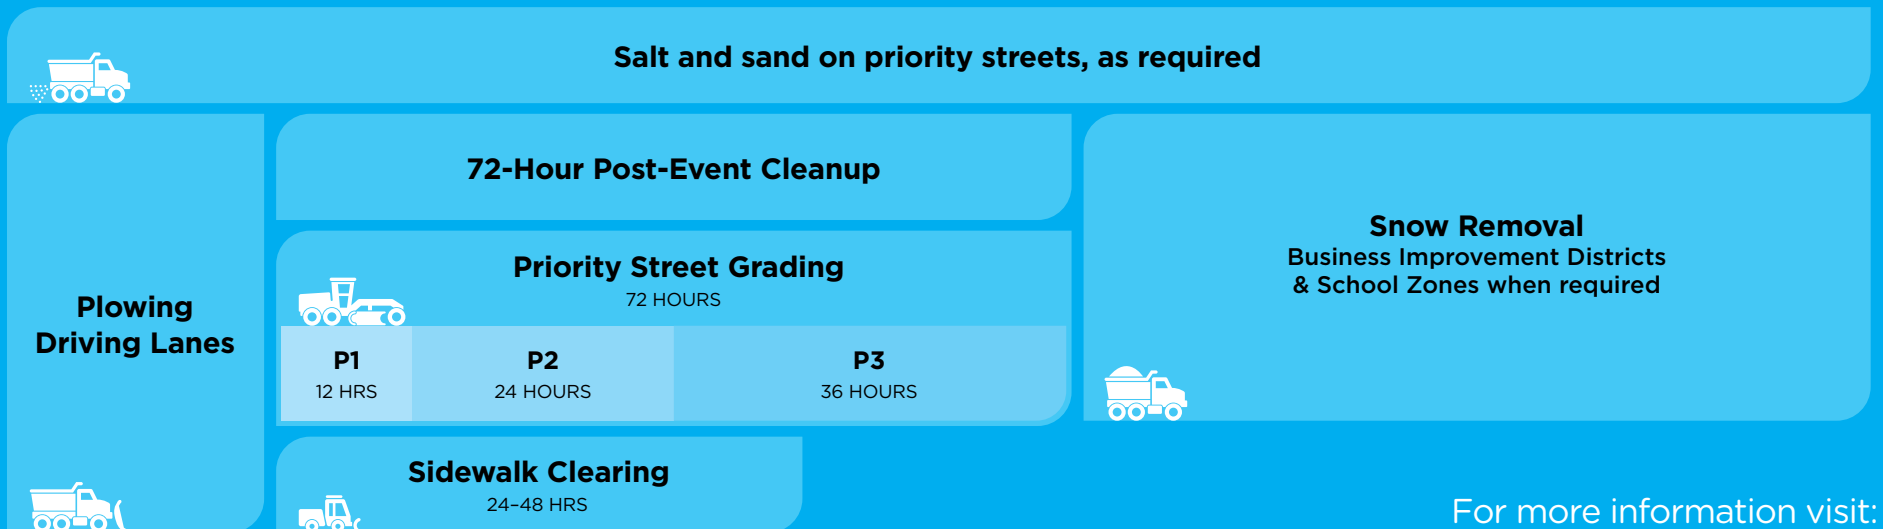 Salt and sand on priority streets, as required
Plowing
Driving Lanes
72-Hour Post-Event Cleanup
Priority Street Grading
72 HOURS
P1
12 HRS
P2
24 HOURS
P3
36 HOURS
Sidewalk Clearing
24–48 HRS
Snow Removal
Business Improvement Districts
& School Zones when required
For more information visit: